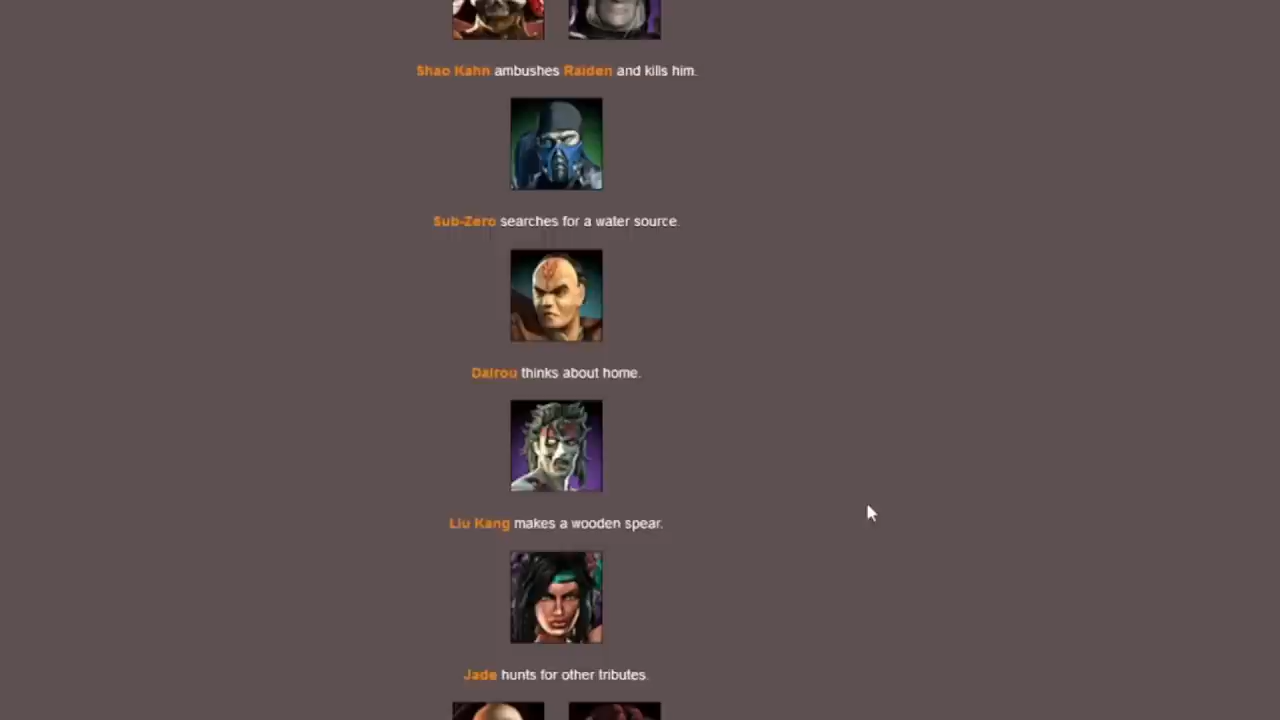 Shao Kahn ambushes Raiden and kills him.
Sub-Zero searches for a water source.
Dairou thinks about home.
Liu Kang makes a wooden spear.
Jade hunts for other tributes.